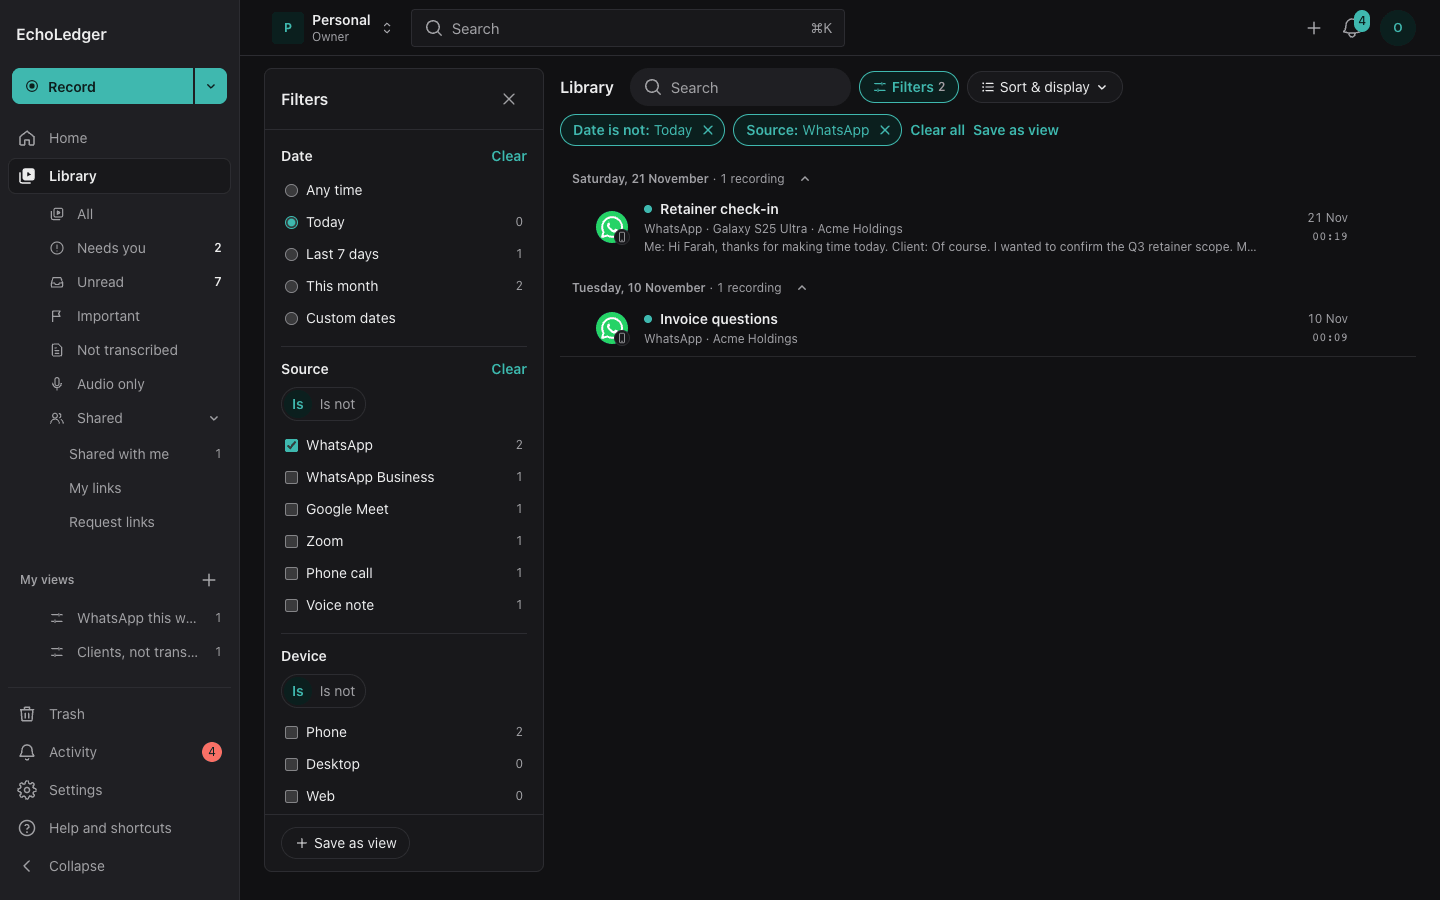 EchoLedger
Record
Home
Library
All
Needs you 2
Unread 7
Important
Not transcribed
Audio only
Shared
Shared with me 1
My links
Request links
My views
WhatsApp this w... 1
Clients, not trans... 1
Trash
Activity 4
Settings
Help and shortcuts
Collapse
P Personal
Owner
Search ⌘K
4
O
Filters
Date Clear
Any time
Today 0
Last 7 days 1
This month 2
Custom dates
Source Clear
Is Is not
WhatsApp 2
WhatsApp Business 1
Google Meet 1
Zoom 1
Phone call 1
Voice note 1
Device
Is Is not
Phone 2
Desktop 0
Web 0
Save as view
Library Search Filters 2 Sort & display
Date is not: Today Source: WhatsApp Clear all Save as view
Saturday, 21 November · 1 recording
Retainer check-in 21 Nov
WhatsApp · Galaxy S25 Ultra · Acme Holdings 00:19
Me: Hi Farah, thanks for making time today. Client: Of course. I wanted to confirm the Q3 retainer scope. M...
Tuesday, 10 November · 1 recording
Invoice questions 10 Nov
WhatsApp · Acme Holdings 00:09